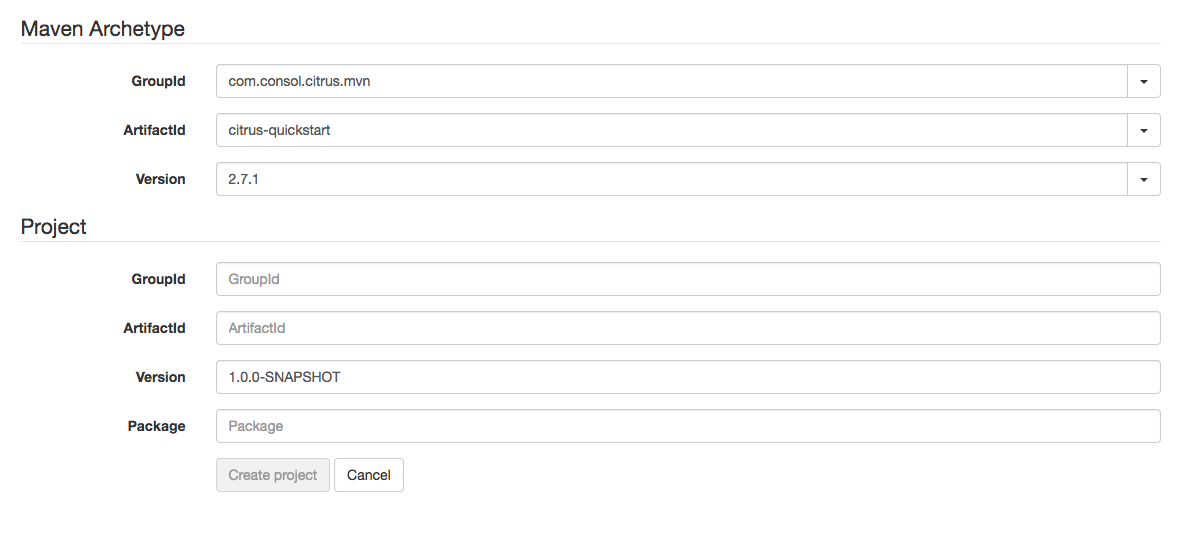 Maven Archetype
GroupId com.consol.citrus.mvn
ArtifactId citrus-quickstart
Version 2.7.1
Project
GroupId GroupId
ArtifactId ArtifactId
Version 1.0.0-SNAPSHOT
Package Package
Create project Cancel